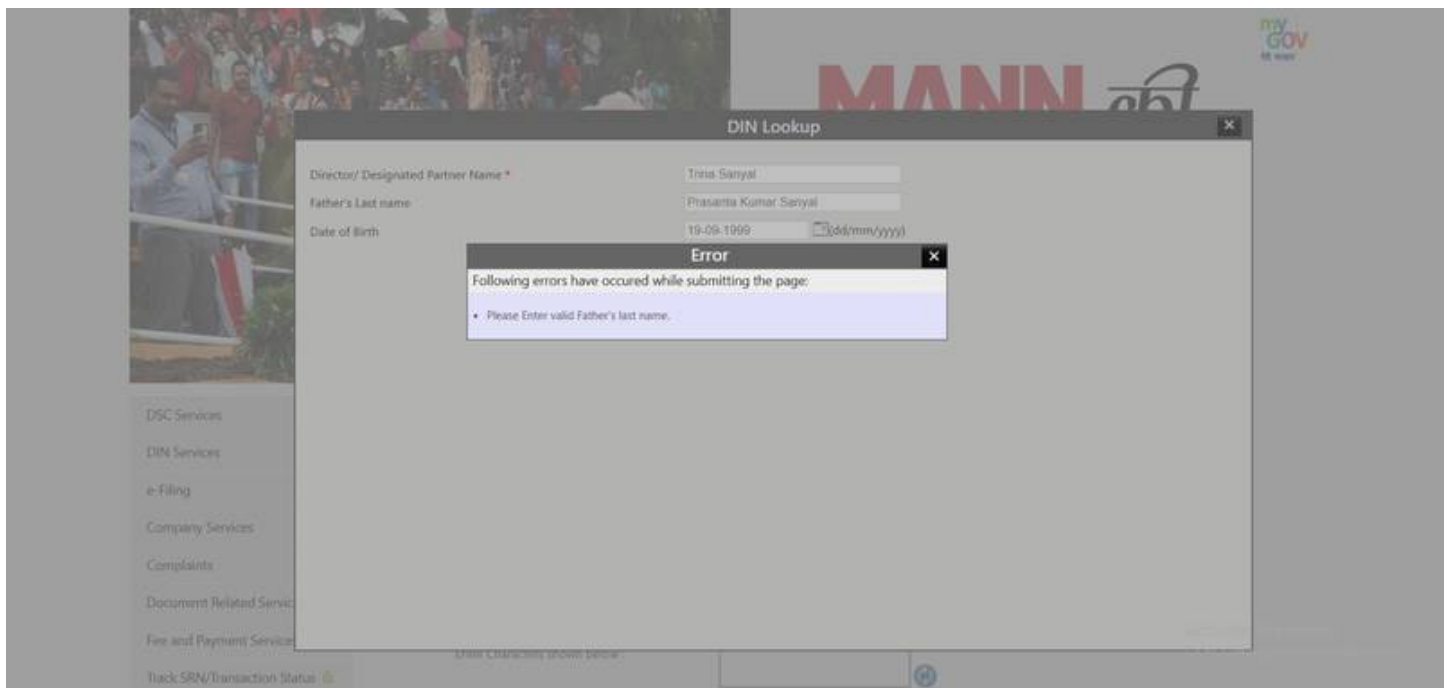 my
GOV
मेरी सरकार
MANN की
DIN Lookup
Director/ Designated Partner Name *
Trina Sanyal
Father's Last name
Prasanta Kumar Sanyal
Date of Birth
19-09-1999
(dd/mm/yyyy)
Error
Following errors have occured while submitting the page:
• Please Enter valid Father's last name.
DSC Services
DIN Services
e-Filing
Company Services
Complaints
Document Related Servic
Fee and Payment Services
Enter Characters shown below :
Track SRN/Transaction Status